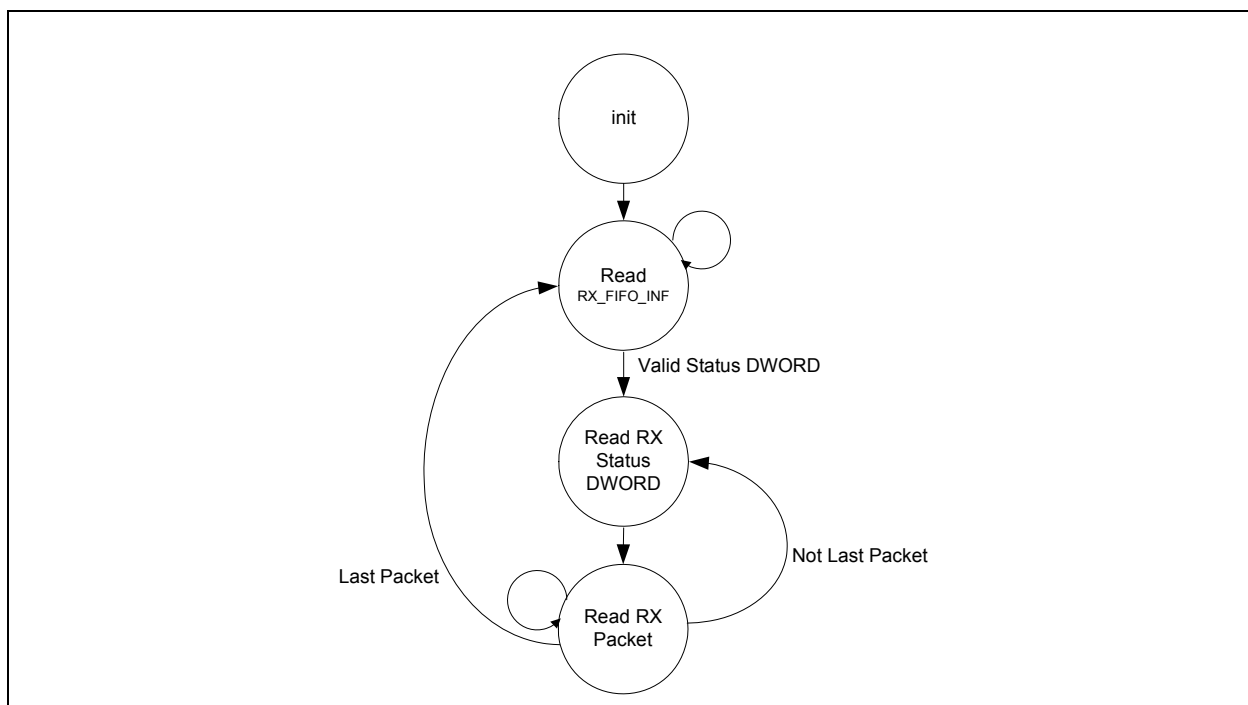 init
Read
RX_FIFO_INF
Valid Status DWORD
Read RX
Status
DWORD
Not Last Packet
Last Packet
Read RX
Packet